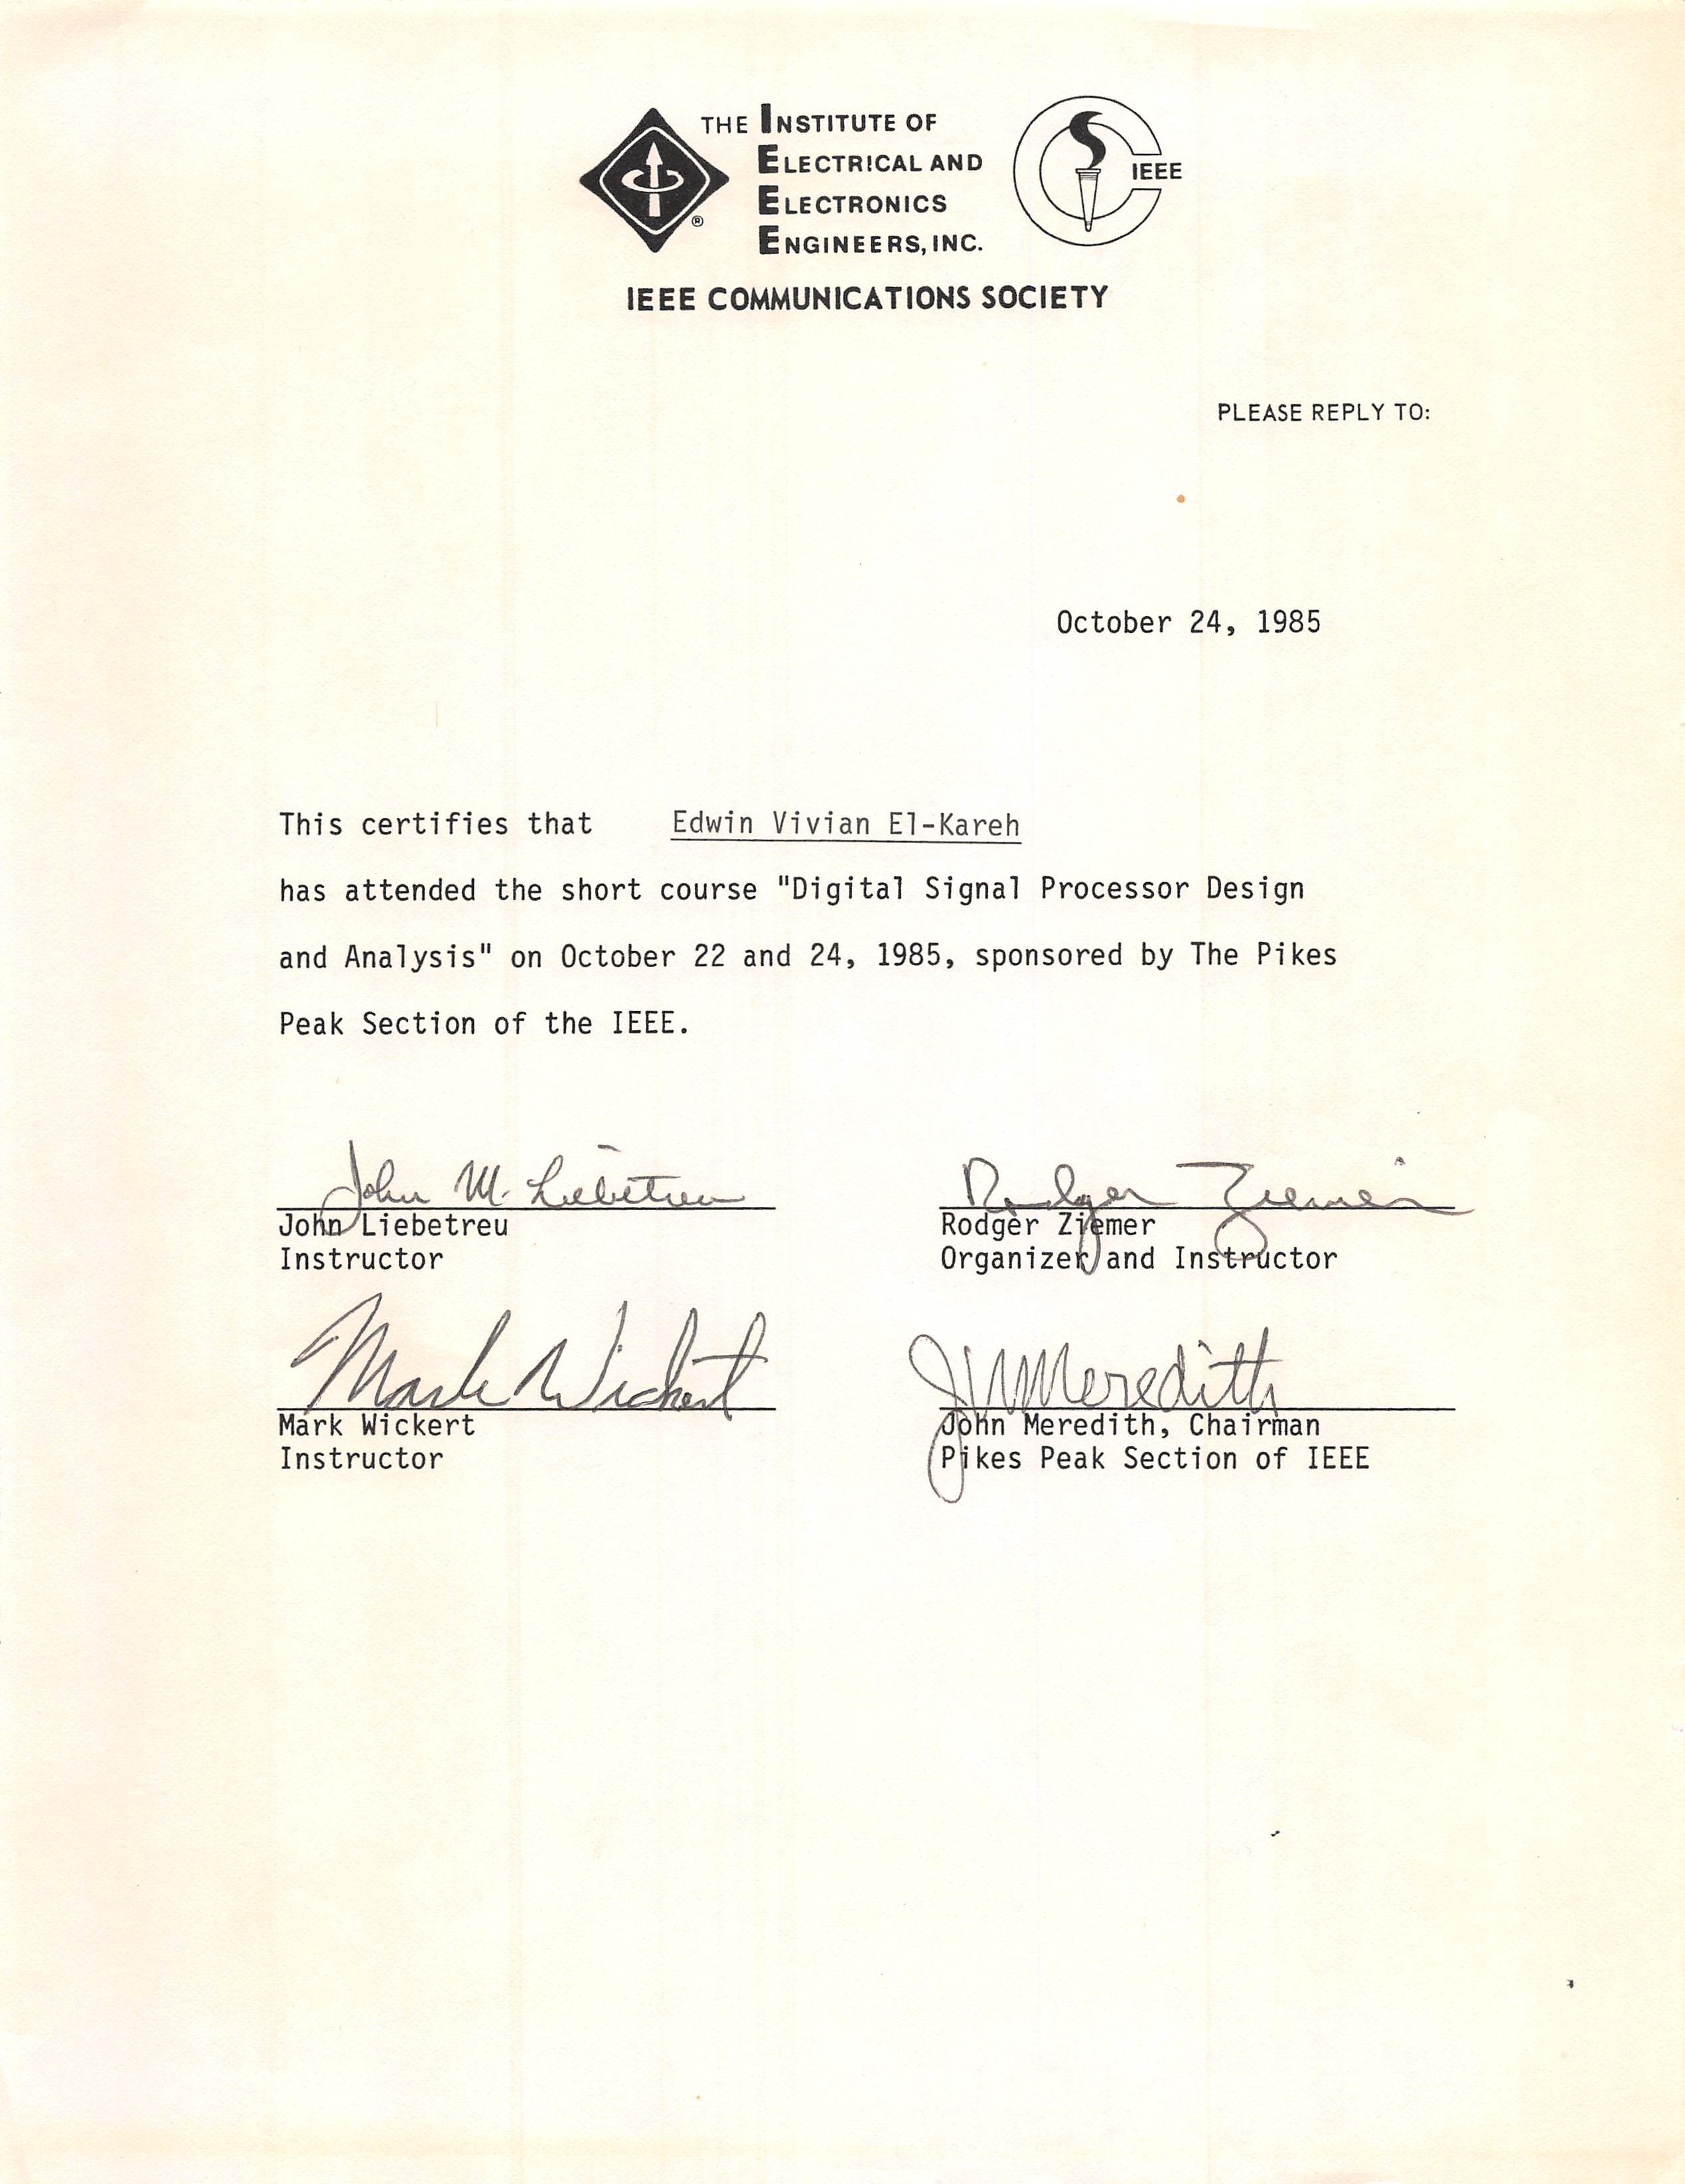 THE INSTITUTE OF
ELECTRICAL AND
ELECTRONICS
ENGINEERS, INC.
®
IEEE
IEEE COMMUNICATIONS SOCIETY
PLEASE REPLY TO:
October 24, 1985
This certifies that Edwin Vivian El-Kareh
has attended the short course "Digital Signal Processor Design
and Analysis" on October 22 and 24, 1985, sponsored by The Pikes
Peak Section of the IEEE.
John M. Liebetreu
John Liebetreu
Instructor
Rodger Ziemer
Rodger Ziemer
Organizer and Instructor
Mark Wickert
Mark Wickert
Instructor
J Meredith
John Meredith, Chairman
Pikes Peak Section of IEEE